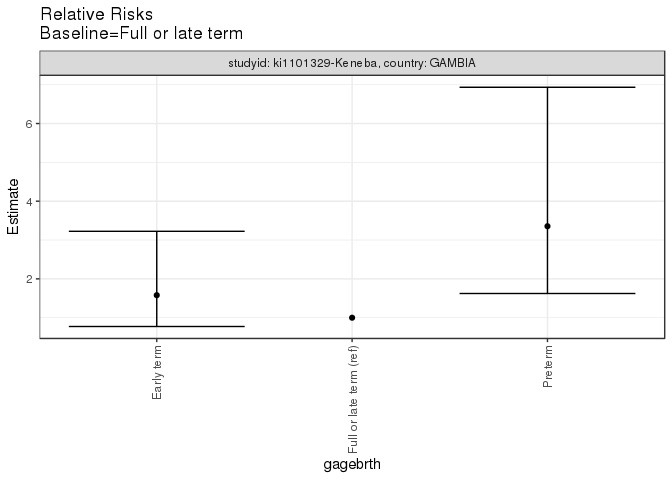 Relative Risks
Baseline=Full or late term
studyid: ki1101329-Keneba, country: GAMBIA
6
4
2
Estimate
Early term
Full or late term (ref)
Preterm
gagebrth